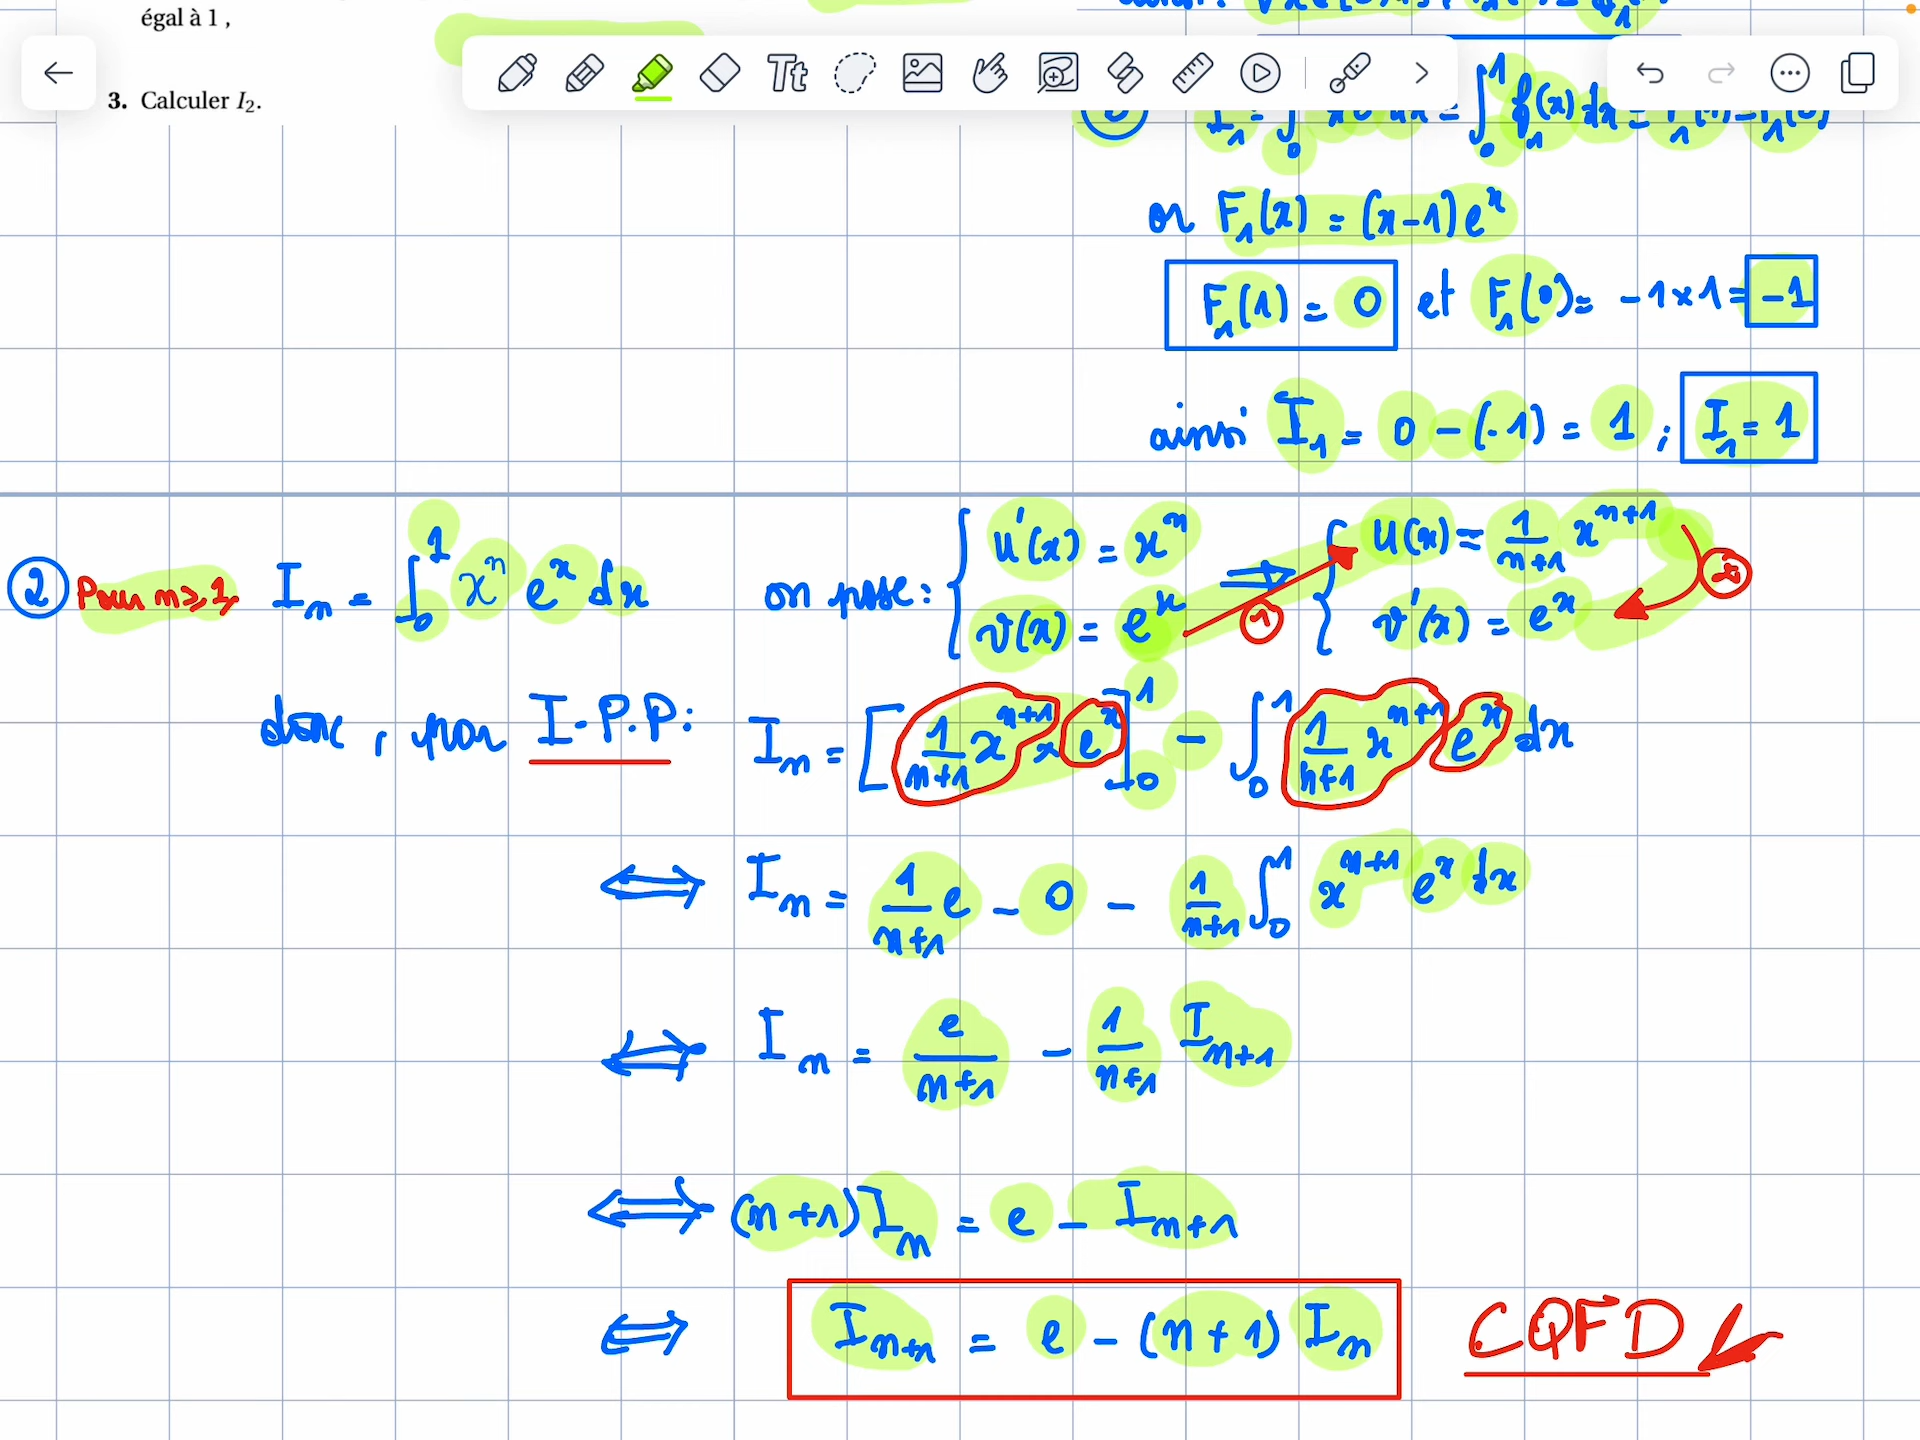 égal à 1 ,
3. Calculer I₂.
Tt
or F₁(x) = (x-1)eˣ
F₁(1) = 0 et F₁(0) = -1×1 = -1
ainsi I₁ = 0 - (-1) = 1 ; I₁ = 1
② Pour n ⩾ 1, Iₙ = ∫₀¹ xⁿ eˣ dx on pose : { u'(x) = xⁿ ⟹ { u(x) = 1/(n+1) xⁿ⁺¹ ②
v(x) = eˣ ① v'(x) = eˣ
donc , par I.P.P : Iₙ = [1/(n+1) xⁿ⁺¹ × eˣ]₀¹ - ∫₀¹ 1/(n+1) xⁿ⁺¹ eˣ dx
⟺ Iₙ = 1/(n+1) e - 0 - 1/(n+1) ∫₀¹ xⁿ⁺¹ eˣ dx
⟺ Iₙ = e/(n+1) - 1/(n+1) Iₙ₊₁
⟺ (n+1)Iₙ = e - Iₙ₊₁
⟺ Iₙ₊₁ = e - (n+1) Iₙ CQFD